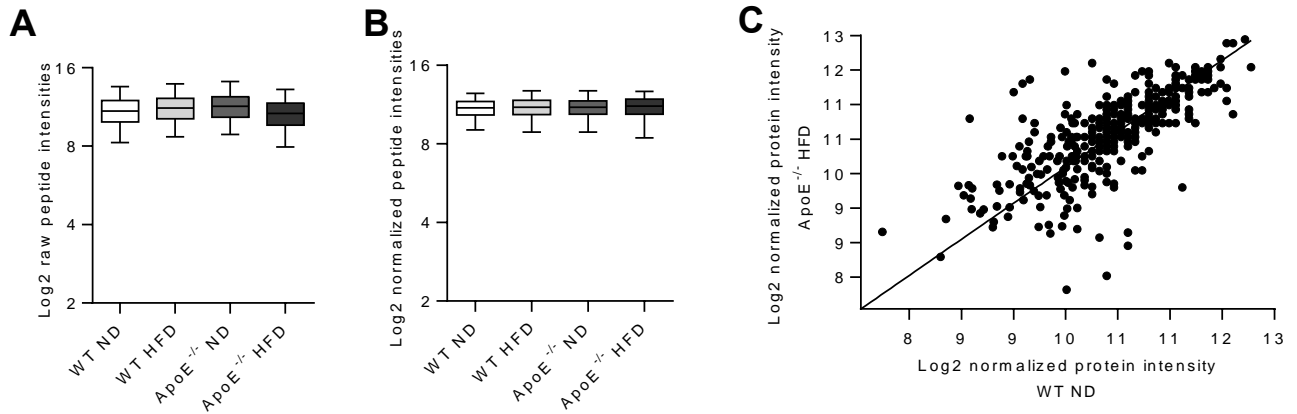 A
Log2 raw peptide intensities
16
8
4
2
WT ND
WT HFD
ApoE-/- ND
ApoE-/- HFD
B
Log2 normalized peptide intensities
16
8
4
2
WT ND
WT HFD
ApoE-/- ND
ApoE-/- HFD
C
Log2 normalized protein intensity
ApoE-/- HFD
13
12
11
11
10
9
9
8
8
9
9
10
11
11
12
13
Log2 normalized protein intensity
WT ND